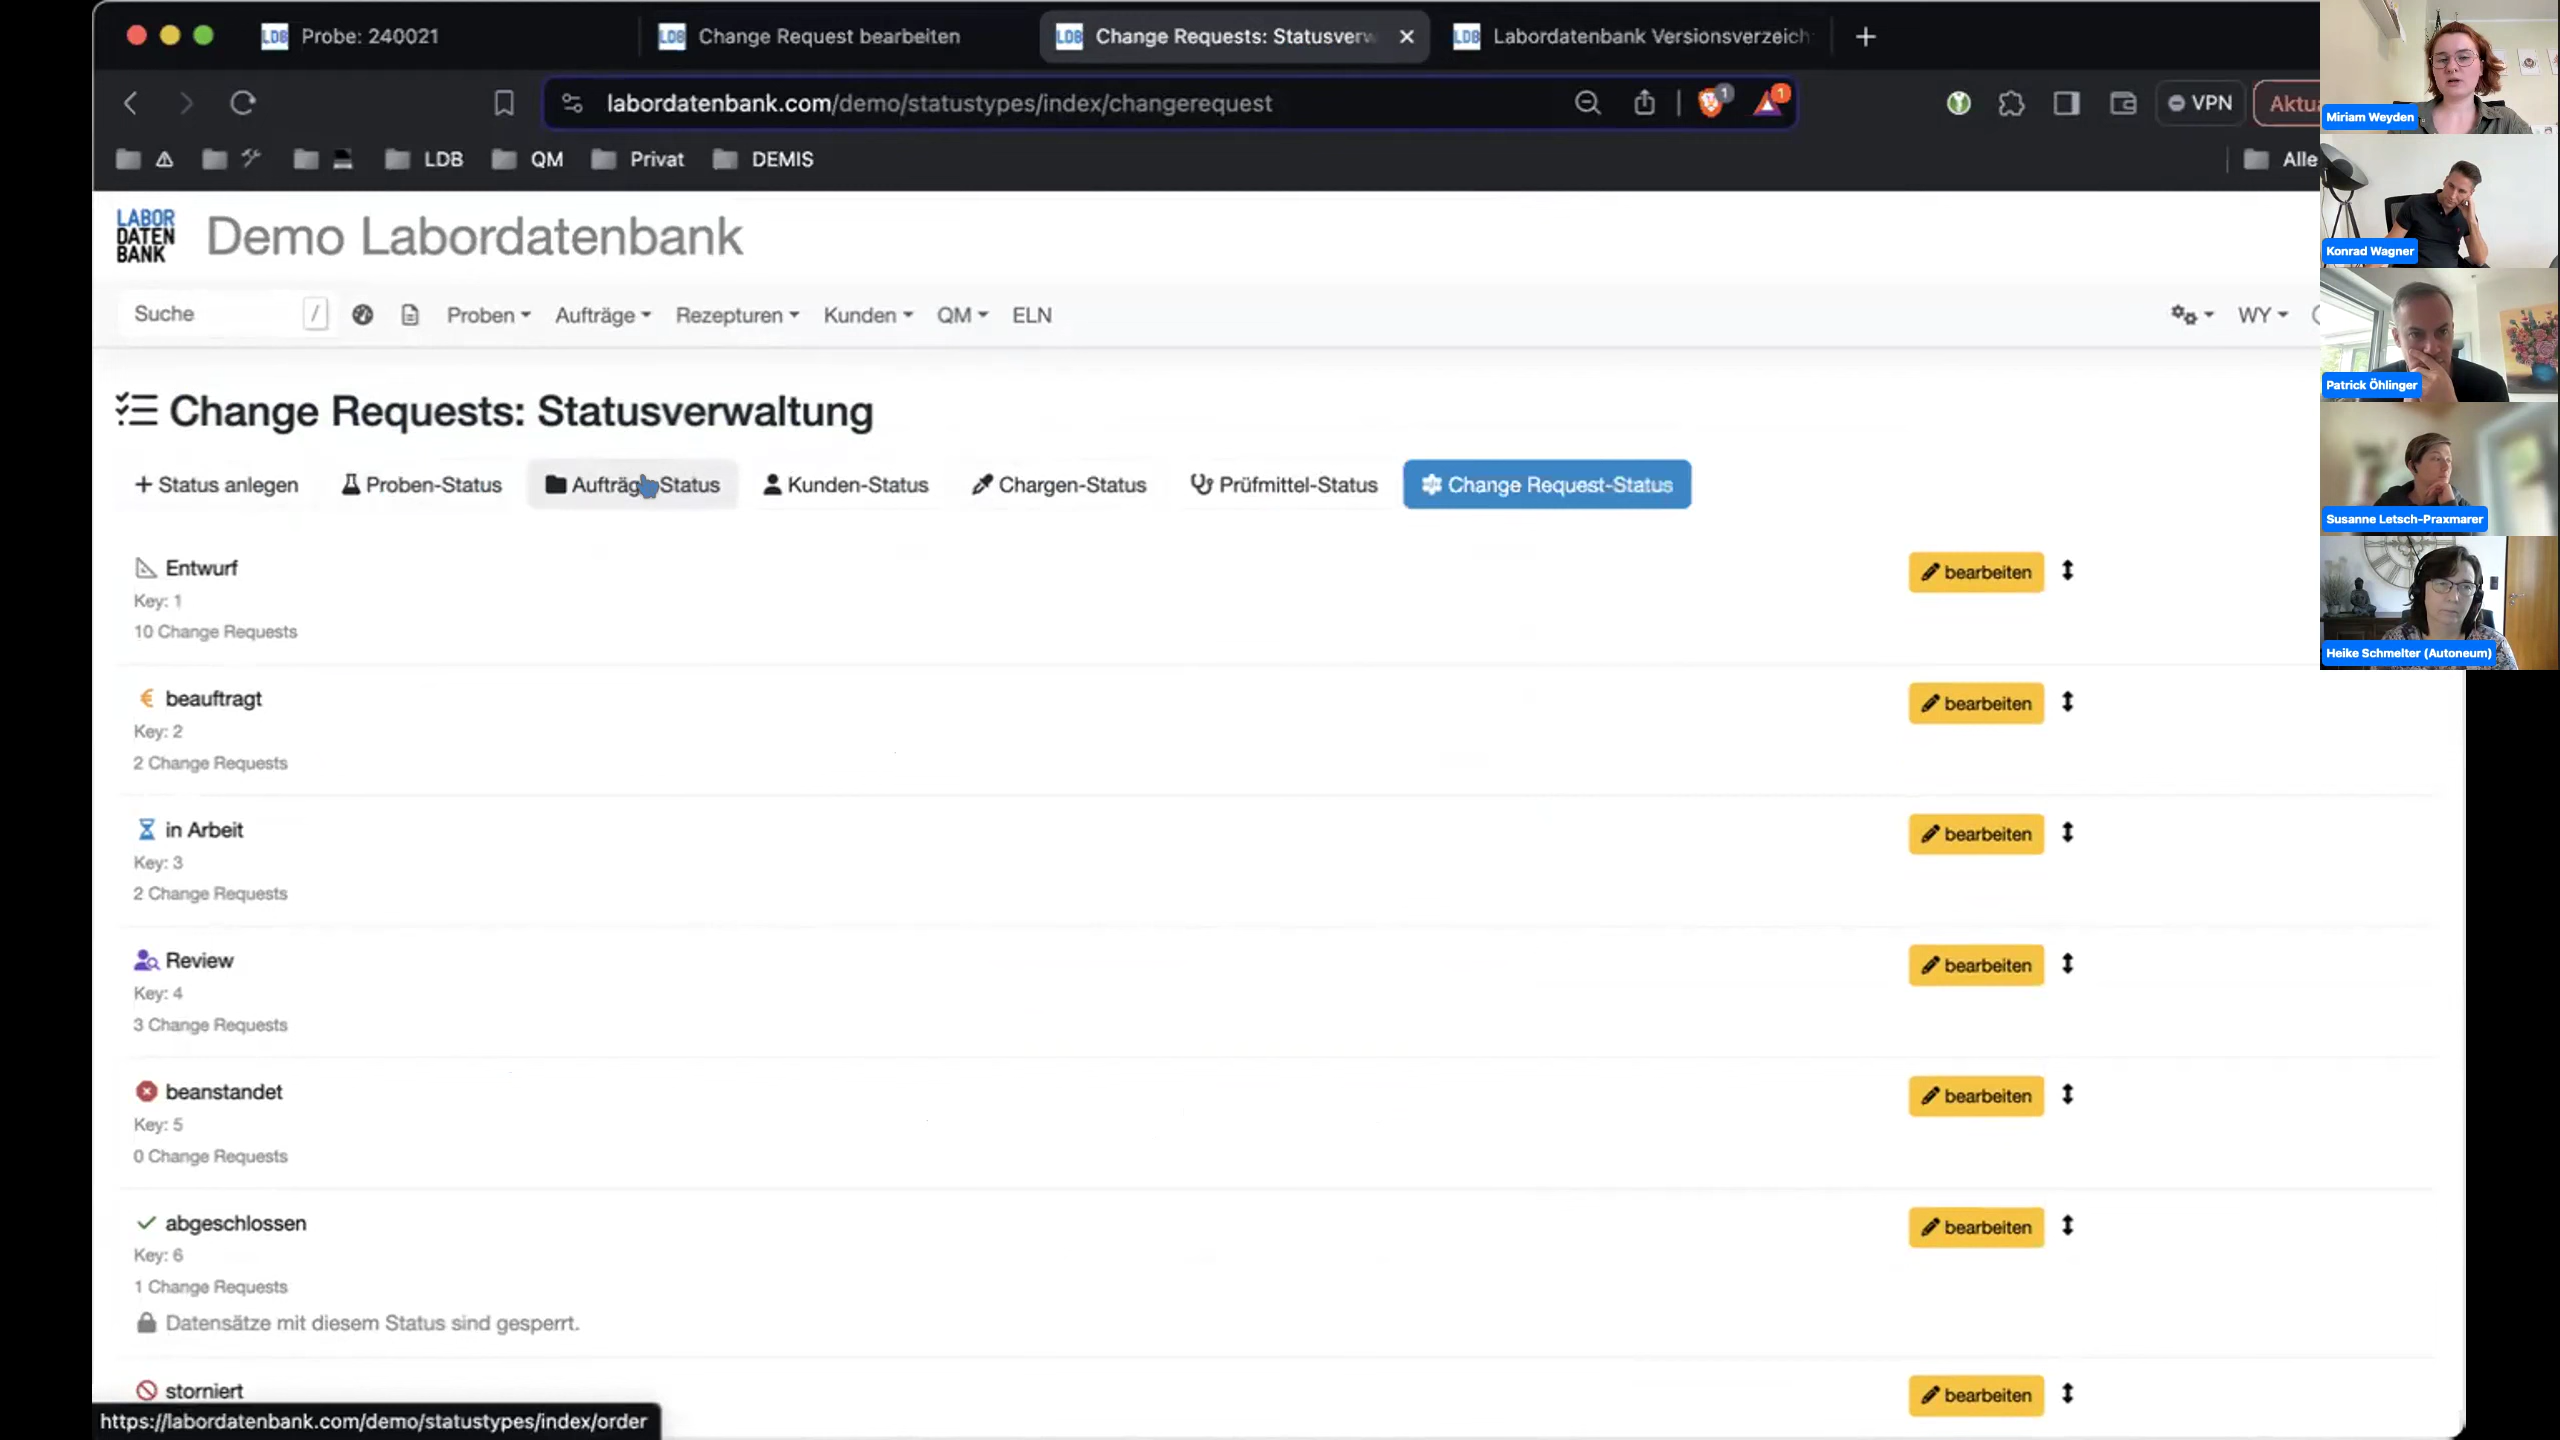 Probe: 240021
Change Request bearbeiten
Change Requests: Statusverw
Labordatenbank Versionsverzeich
labordatenbank.com/demo/statustypes/index/changerequest
1
1
VPN
Aktu
LDB
QM
Privat
DEMIS
Alle
LABOR
DATEN
BANK
Demo Labordatenbank
Suche
/
Proben
Aufträge
Rezepturen
Kunden
QM
ELN
WY
Change Requests: Statusverwaltung
+ Status anlegen
Proben-Status
Aufträg Status
Kunden-Status
Chargen-Status
Prüfmittel-Status
Change Request-Status
Entwurf
Key: 1
10 Change Requests
bearbeiten
€ beauftragt
Key: 2
2 Change Requests
bearbeiten
in Arbeit
Key: 3
2 Change Requests
bearbeiten
Review
Key: 4
3 Change Requests
bearbeiten
beanstandet
Key: 5
0 Change Requests
bearbeiten
abgeschlossen
Key: 6
1 Change Requests
Datensätze mit diesem Status sind gesperrt.
bearbeiten
storniert
bearbeiten
https://labordatenbank.com/demo/statustypes/index/order
Miriam Weyden
Konrad Wagner
Patrick Öhlinger
Susanne Letsch-Praxmarer
Heike Schmelter (Autoneum)